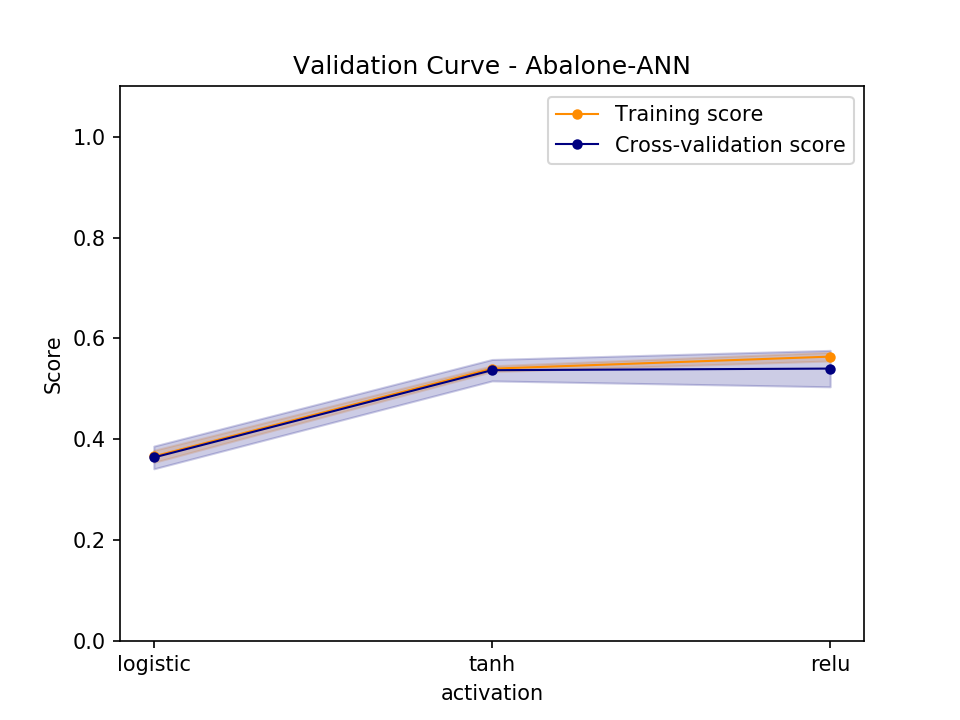 Validation Curve - Abalone-ANN
Training score
Cross-validation score
Score
1.0
0.8
0.6
0.4
0.2
0.0
logistic
tanh
relu
activation